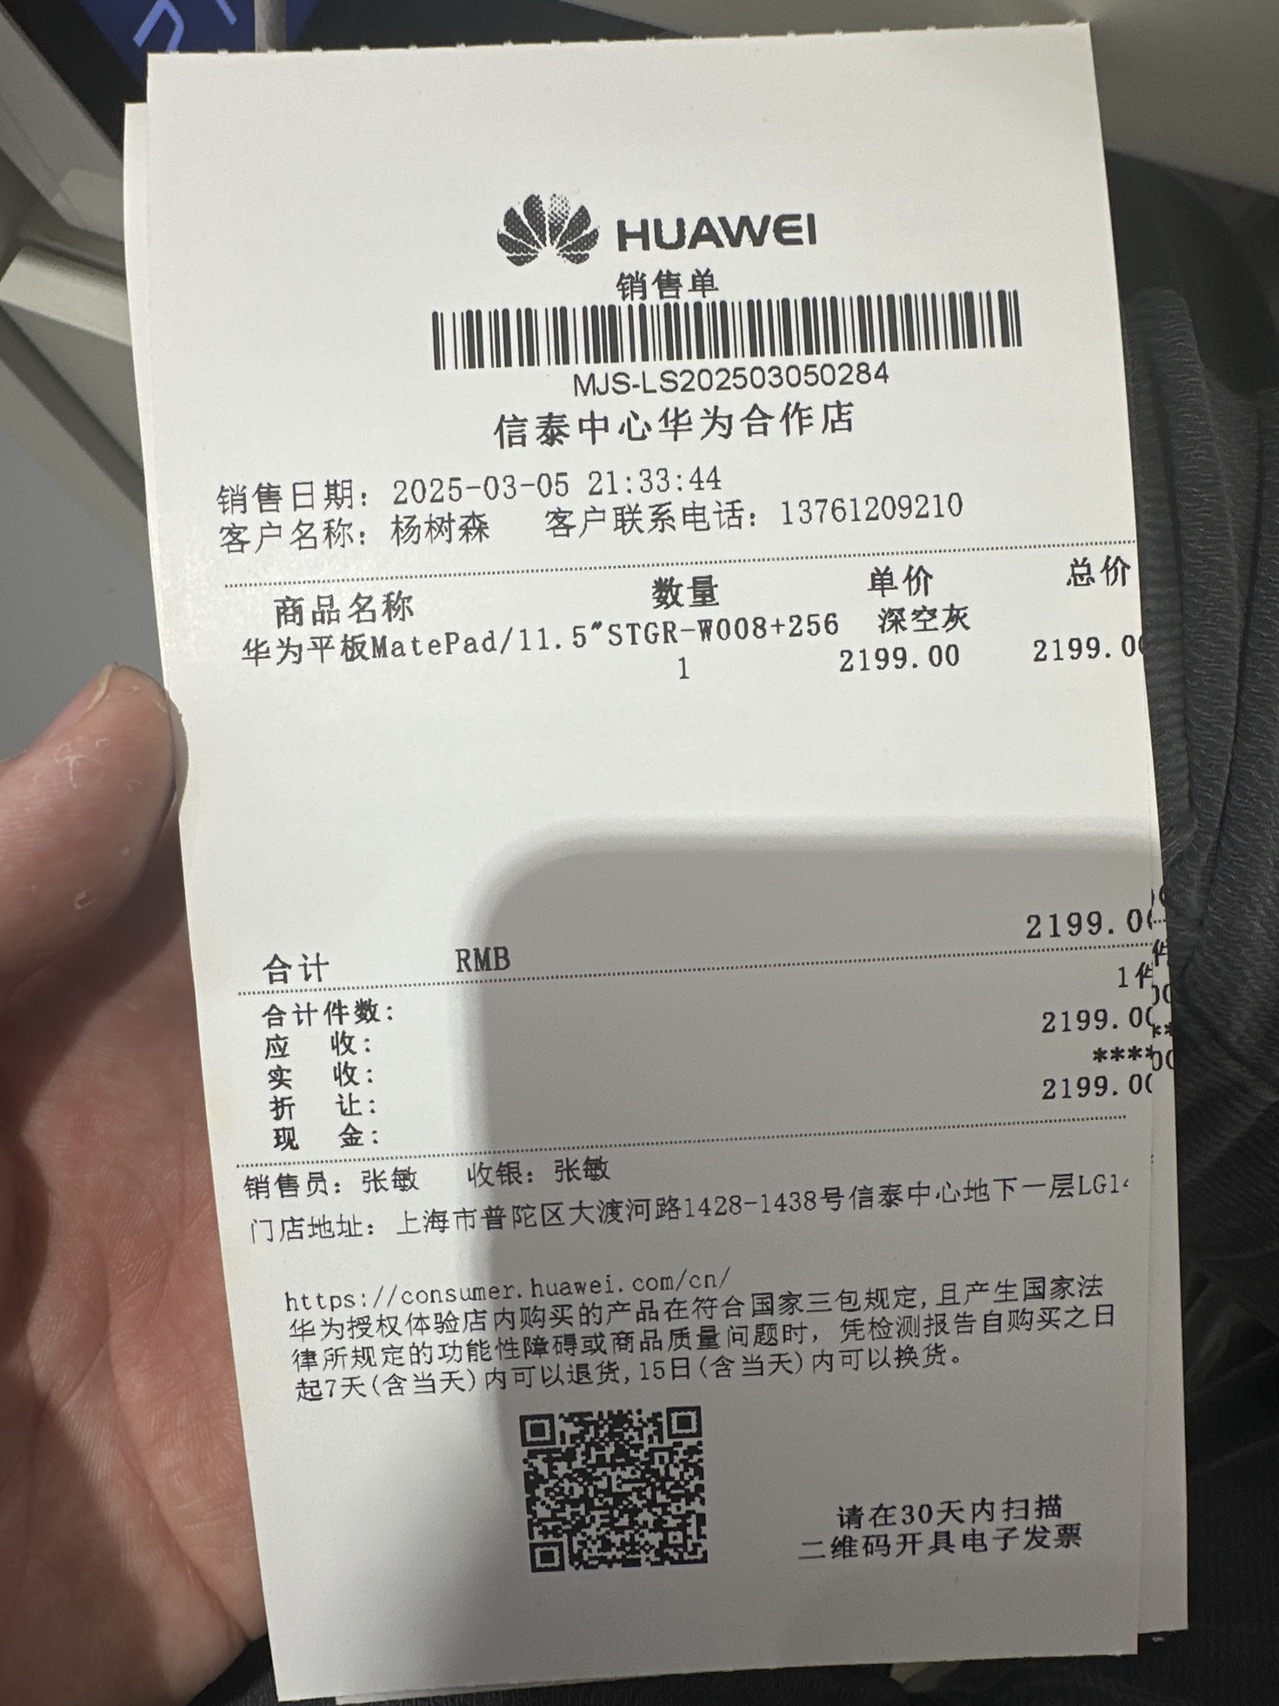 HUAWEI
销售单
MJS-LS202503050284
信泰中心华为合作店
销售日期: 2025-03-05 21:33:44
客户名称: 杨树森 客户联系电话: 13761209210
商品名称 数量 单价 总价
华为平板MatePad/11.5"STGR-W008+256 深空灰
1 2199.00 2199.00
合计 RMB 2199.00
合计件数: 1件
应 收: 2199.00
实 收: ****
折 让: 2199.00
现 金:
销售员: 张敏 收银: 张敏
门店地址: 上海市普陀区大渡河路1428-1438号信泰中心地下一层LG1
https://consumer.huawei.com/cn/
华为授权体验店内购买的产品在符合国家三包规定,且产生国家法
律所规定的功能性障碍或商品质量问题时, 凭检测报告自购买之日
起7天(含当天)内可以退货,15日(含当天)内可以换货。
请在30天内扫描
二维码开具电子发票